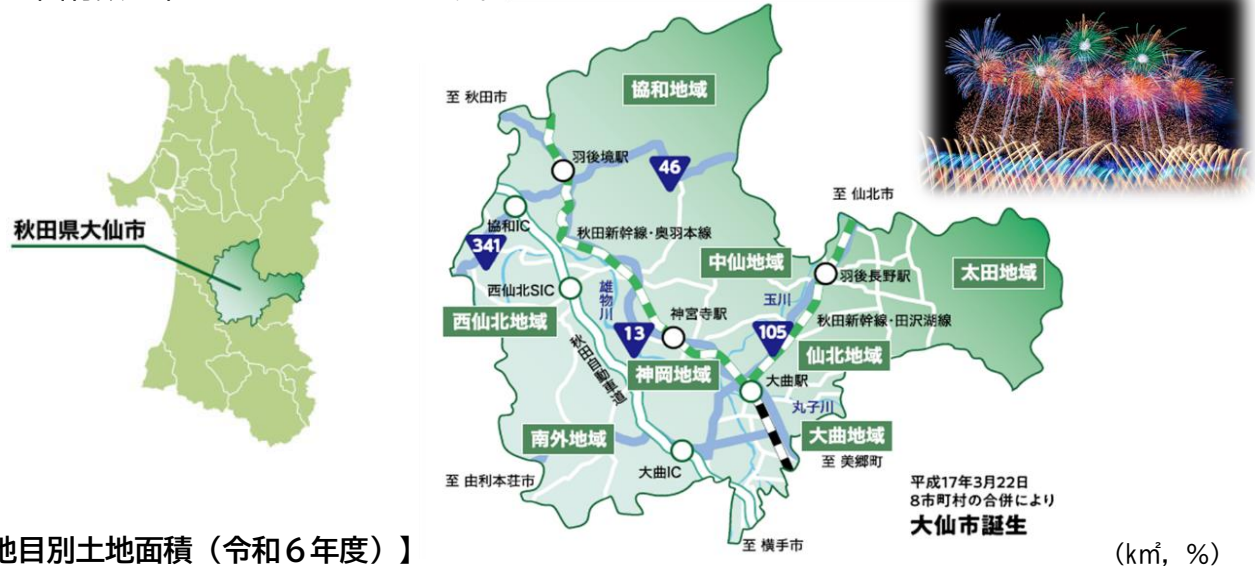 秋田県大仙市
至 秋田市
協和地域
羽後境駅
46
至 仙北市
協和IC
秋田新幹線・奥羽本線
341
中仙地域
羽後長野駅
太田地域
西仙北SIC
雄物川
玉川
西仙北地域
神宮寺駅
秋田新幹線・田沢湖線
13
105
仙北地域
秋田自動車道
神岡地域
大曲駅
丸子川
南外地域
大曲地域
大曲IC
至 美郷町
至 由利本荘市
平成17年3月22日
8市町村の合併により
大仙市誕生
至 横手市
地目別土地面積（令和６年度）】
(k㎡, %)